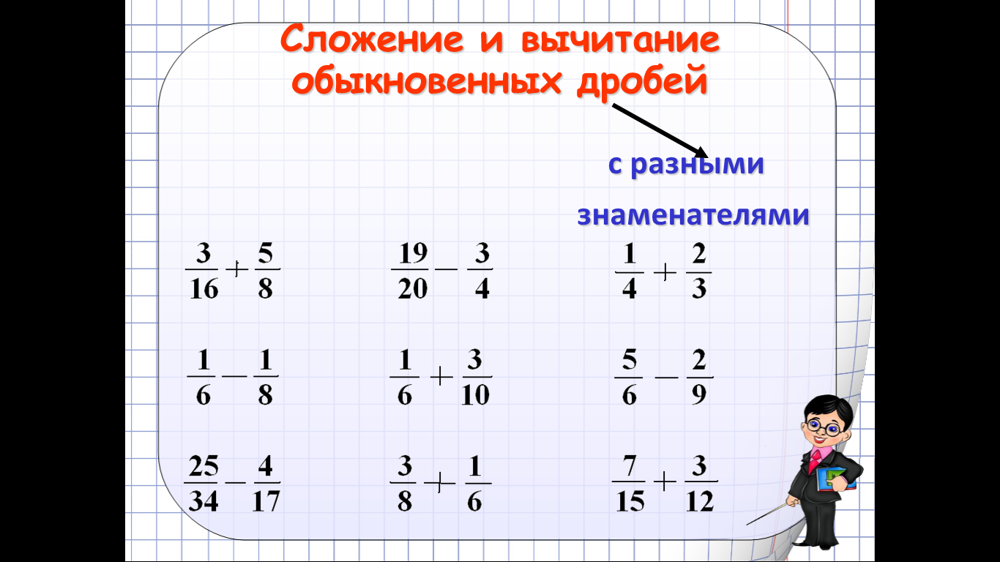 Сложение и вычитание
обыкновенных дробей
с разными
знаменателями
3/16 + 5/8 19/20 − 3/4 1/4 + 2/3
1/6 − 1/8 1/6 + 3/10 5/6 − 2/9
25/34 − 4/17 3/8 + 1/6 7/15 + 3/12